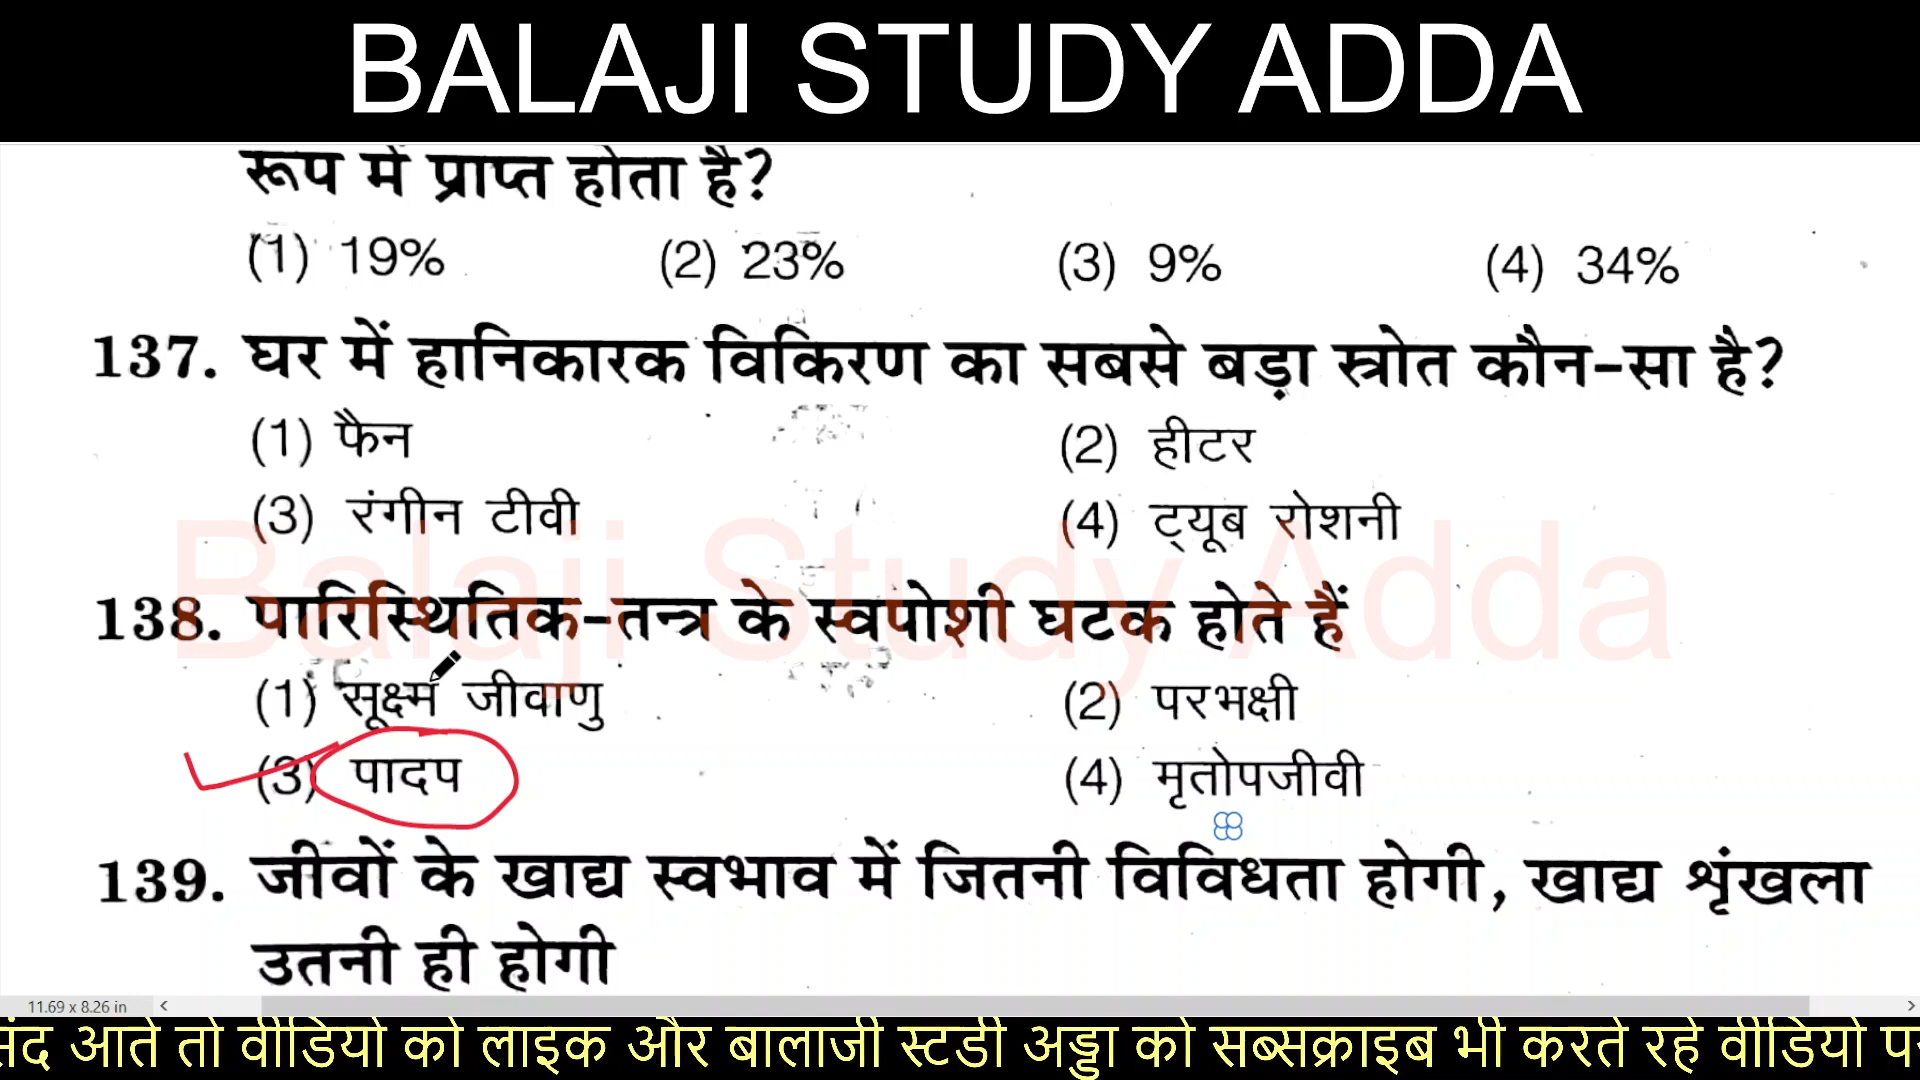 BALAJI STUDY ADDA
रूप में प्राप्त होता है?
(1) 19% (2) 23% (3) 9% (4) 34%
137. घर में हानिकारक विकिरण का सबसे बड़ा स्त्रोत कौन-सा है?
(1) फैन (2) हीटर
(3) रंगीन टीवी (4) ट्यूब रोशनी
Balaji Study Adda
138. पारिस्थितिक-तन्त्र के स्वपोशी घटक होते हैं
(1) सूक्ष्म जीवाणु (2) परभक्षी
(3) पादप (4) मृतोपजीवी
139. जीवों के खाद्य स्वभाव में जितनी विविधता होगी, खाद्य शृंखला
उतनी ही होगी
11.69 x 8.26 in
आते तो वीडियो को लाइक और बालाजी स्टडी अड्डा को सब्सक्राइब भी करते रहे वीडियो